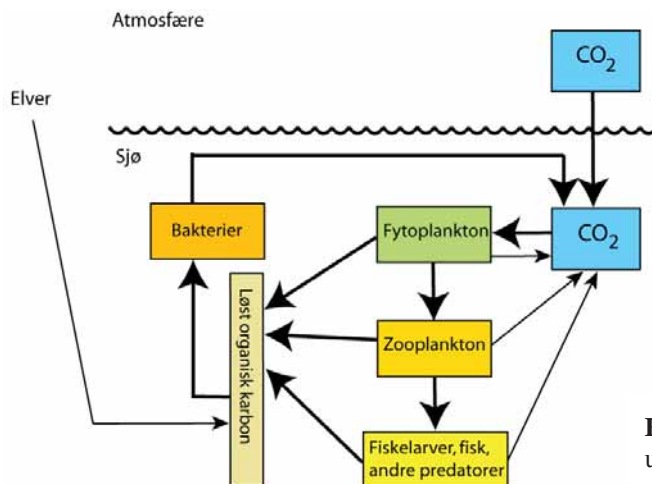 Atmosfære
CO2
Elver
Sjø
Bakterier
Fytoplankton
CO2
Løst organisk karbon
Zooplankton
Fiskelarver, fisk,
andre predatorer